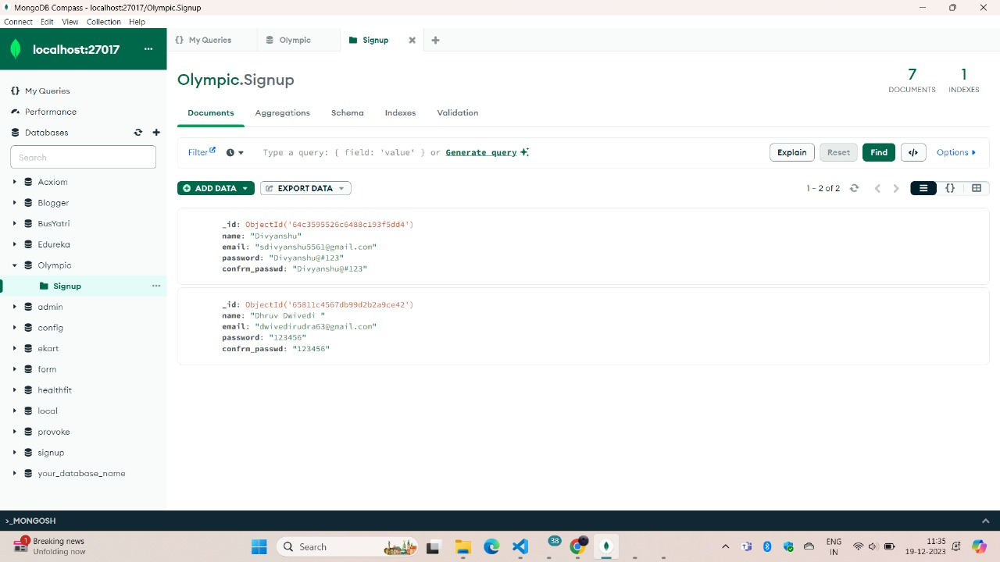 MongoDB Compass - localhost:27017/Olympic.Signup
Connect Edit View Collection Help
localhost:27017 ...
{} My Queries
Olympic
Signup
My Queries
Performance
Databases
Search
Acxiom
Blogger
BusYatri
Edureka
Olympic
Signup
admin
config
ekart
form
healthfit
local
provoke
signup
your_database_name
Olympic.Signup
7
DOCUMENTS
1
INDEXES
Documents Aggregations Schema Indexes Validation
Filter Type a query: { field: 'value' } or Generate query Explain Reset Find </> Options
ADD DATA EXPORT DATA 1 – 2 of 2 {}
_id: ObjectId('64c3595526c6488c193f5dd4')
name: "Divyanshu"
email: "sdivyanshu5561@gmail.com"
password: "Divyanshu@#123"
confrm_passwd: "Divyanshu@#123"
_id: ObjectId('65811c4567db99d2b2a9ce42')
name: "Dhruv Dwivedi "
email: "dwivedirudra63@gmail.com"
password: "123456"
confrm_passwd: "123456"
>_MONGOSH
1
Breaking news
Unfolding now
Search
38
ENG
IN
11:35
19-12-2023